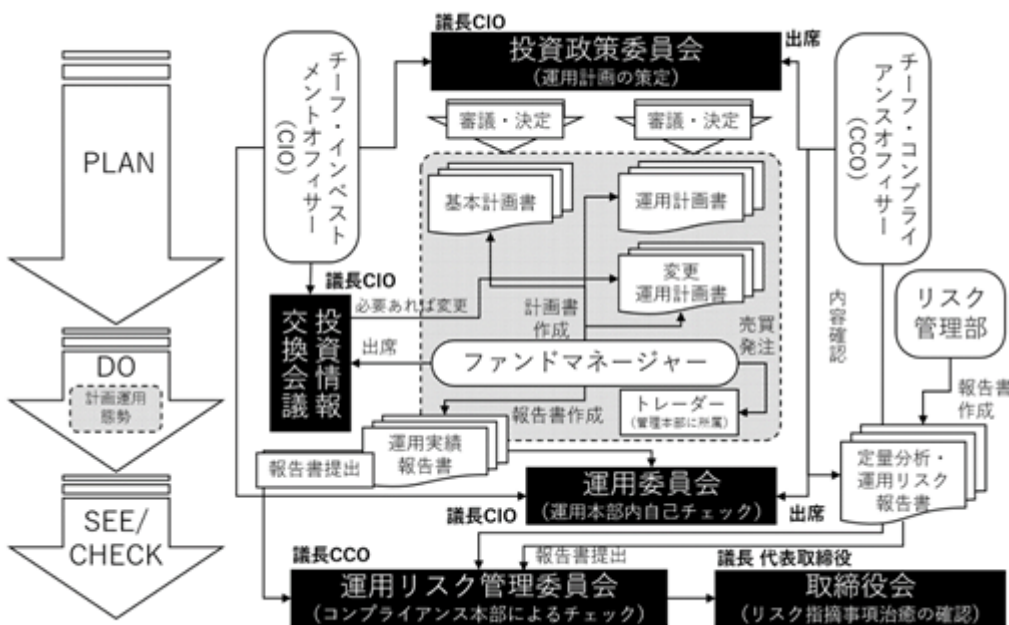 議長CIO
投資政策委員会
(運用計画の策定)
出席
チーフ・インベスト
メントオフィサー
(CIO)
チーフ・コンプライ
アンスオフィサー
(CCO)
PLAN
審議・決定
審議・決定
基本計画書
運用計画書
変更
運用計画書
議長CIO
投資情報
交換会議
必要あれば変更
計画書
作成
売買
発注
内容確認
リスク
管理部
DO
計画運用
態勢
出席
ファンドマネージャー
報告書作成
トレーダー
(管理本部に所属)
報告書
作成
運用実績
報告書
報告書提出
定量分析・
運用リスク
報告書
運用委員会
(運用本部内自己チェック)
議長CIO
出席
SEE/
CHECK
議長CCO
報告書提出
議長 代表取締役
運用リスク管理委員会
(コンプライアンス本部によるチェック)
取締役会
(リスク指摘事項治癒の確認)